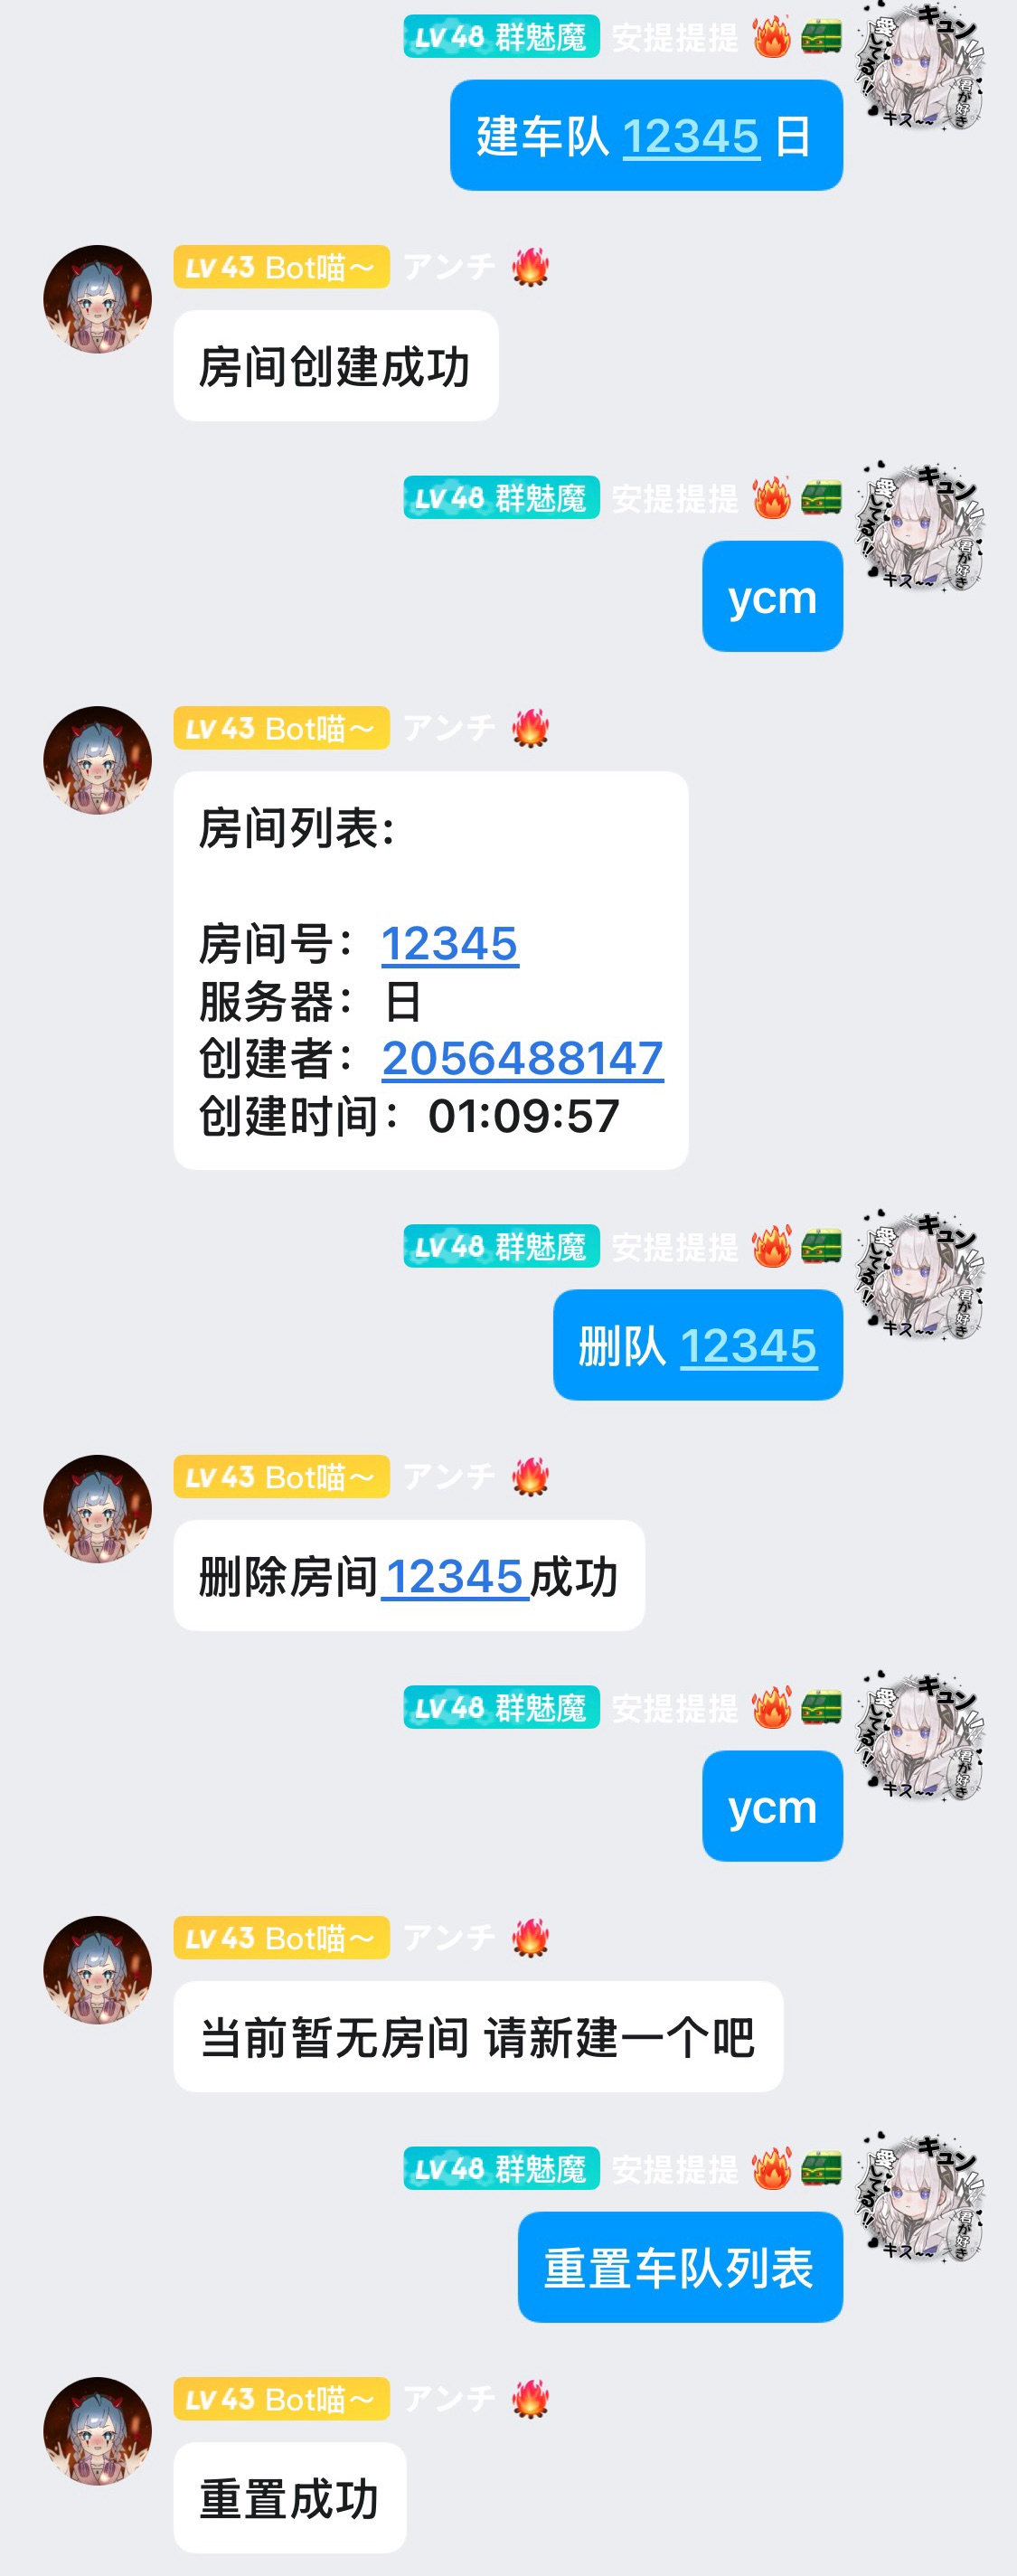 LV 48 群魅魔 安提提提
建车队 12345 日
LV 43 Bot喵～ アンチ
房间创建成功
LV 48 群魅魔 安提提提
ycm
LV 43 Bot喵～ アンチ
房间列表:
房间号： 12345
服务器： 日
创建者： 2056488147
创建时间： 01:09:57
LV 48 群魅魔 安提提提
删队 12345
LV 43 Bot喵～ アンチ
删除房间 12345 成功
LV 48 群魅魔 安提提提
ycm
LV 43 Bot喵～ アンチ
当前暂无房间 请新建一个吧
LV 48 群魅魔 安提提提
重置车队列表
LV 43 Bot喵～ アンチ
重置成功